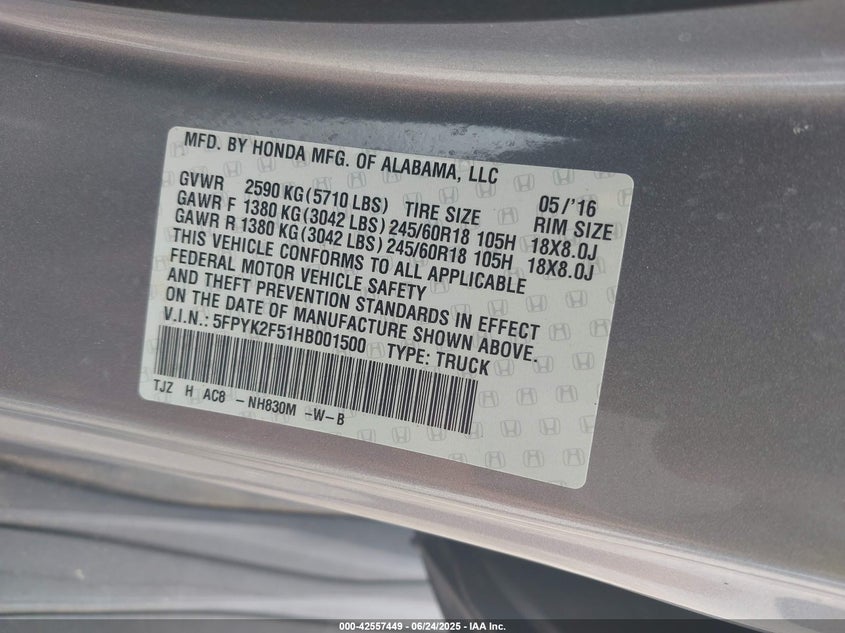 MFD. BY HONDA MFG. OF ALABAMA, LLC
GVWR 2590 KG (5710 LBS) TIRE SIZE 05/'16 RIM SIZE
GAWR F 1380 KG (3042 LBS) 245/60R18 105H 18X8.0J
GAWR R 1380 KG (3042 LBS) 245/60R18 105H 18X8.0J
THIS VEHICLE CONFORMS TO ALL APPLICABLE
FEDERAL MOTOR VEHICLE SAFETY
AND THEFT PREVENTION STANDARDS IN EFFECT
ON THE DATE OF MANUFACTURE SHOWN ABOVE.
V.I.N.: 5FPYK2F51HB001500 TYPE: TRUCK
TJZ H AC8 - NH830M -W-B
000-42557449 - 06/24/2025 - IAA Inc.